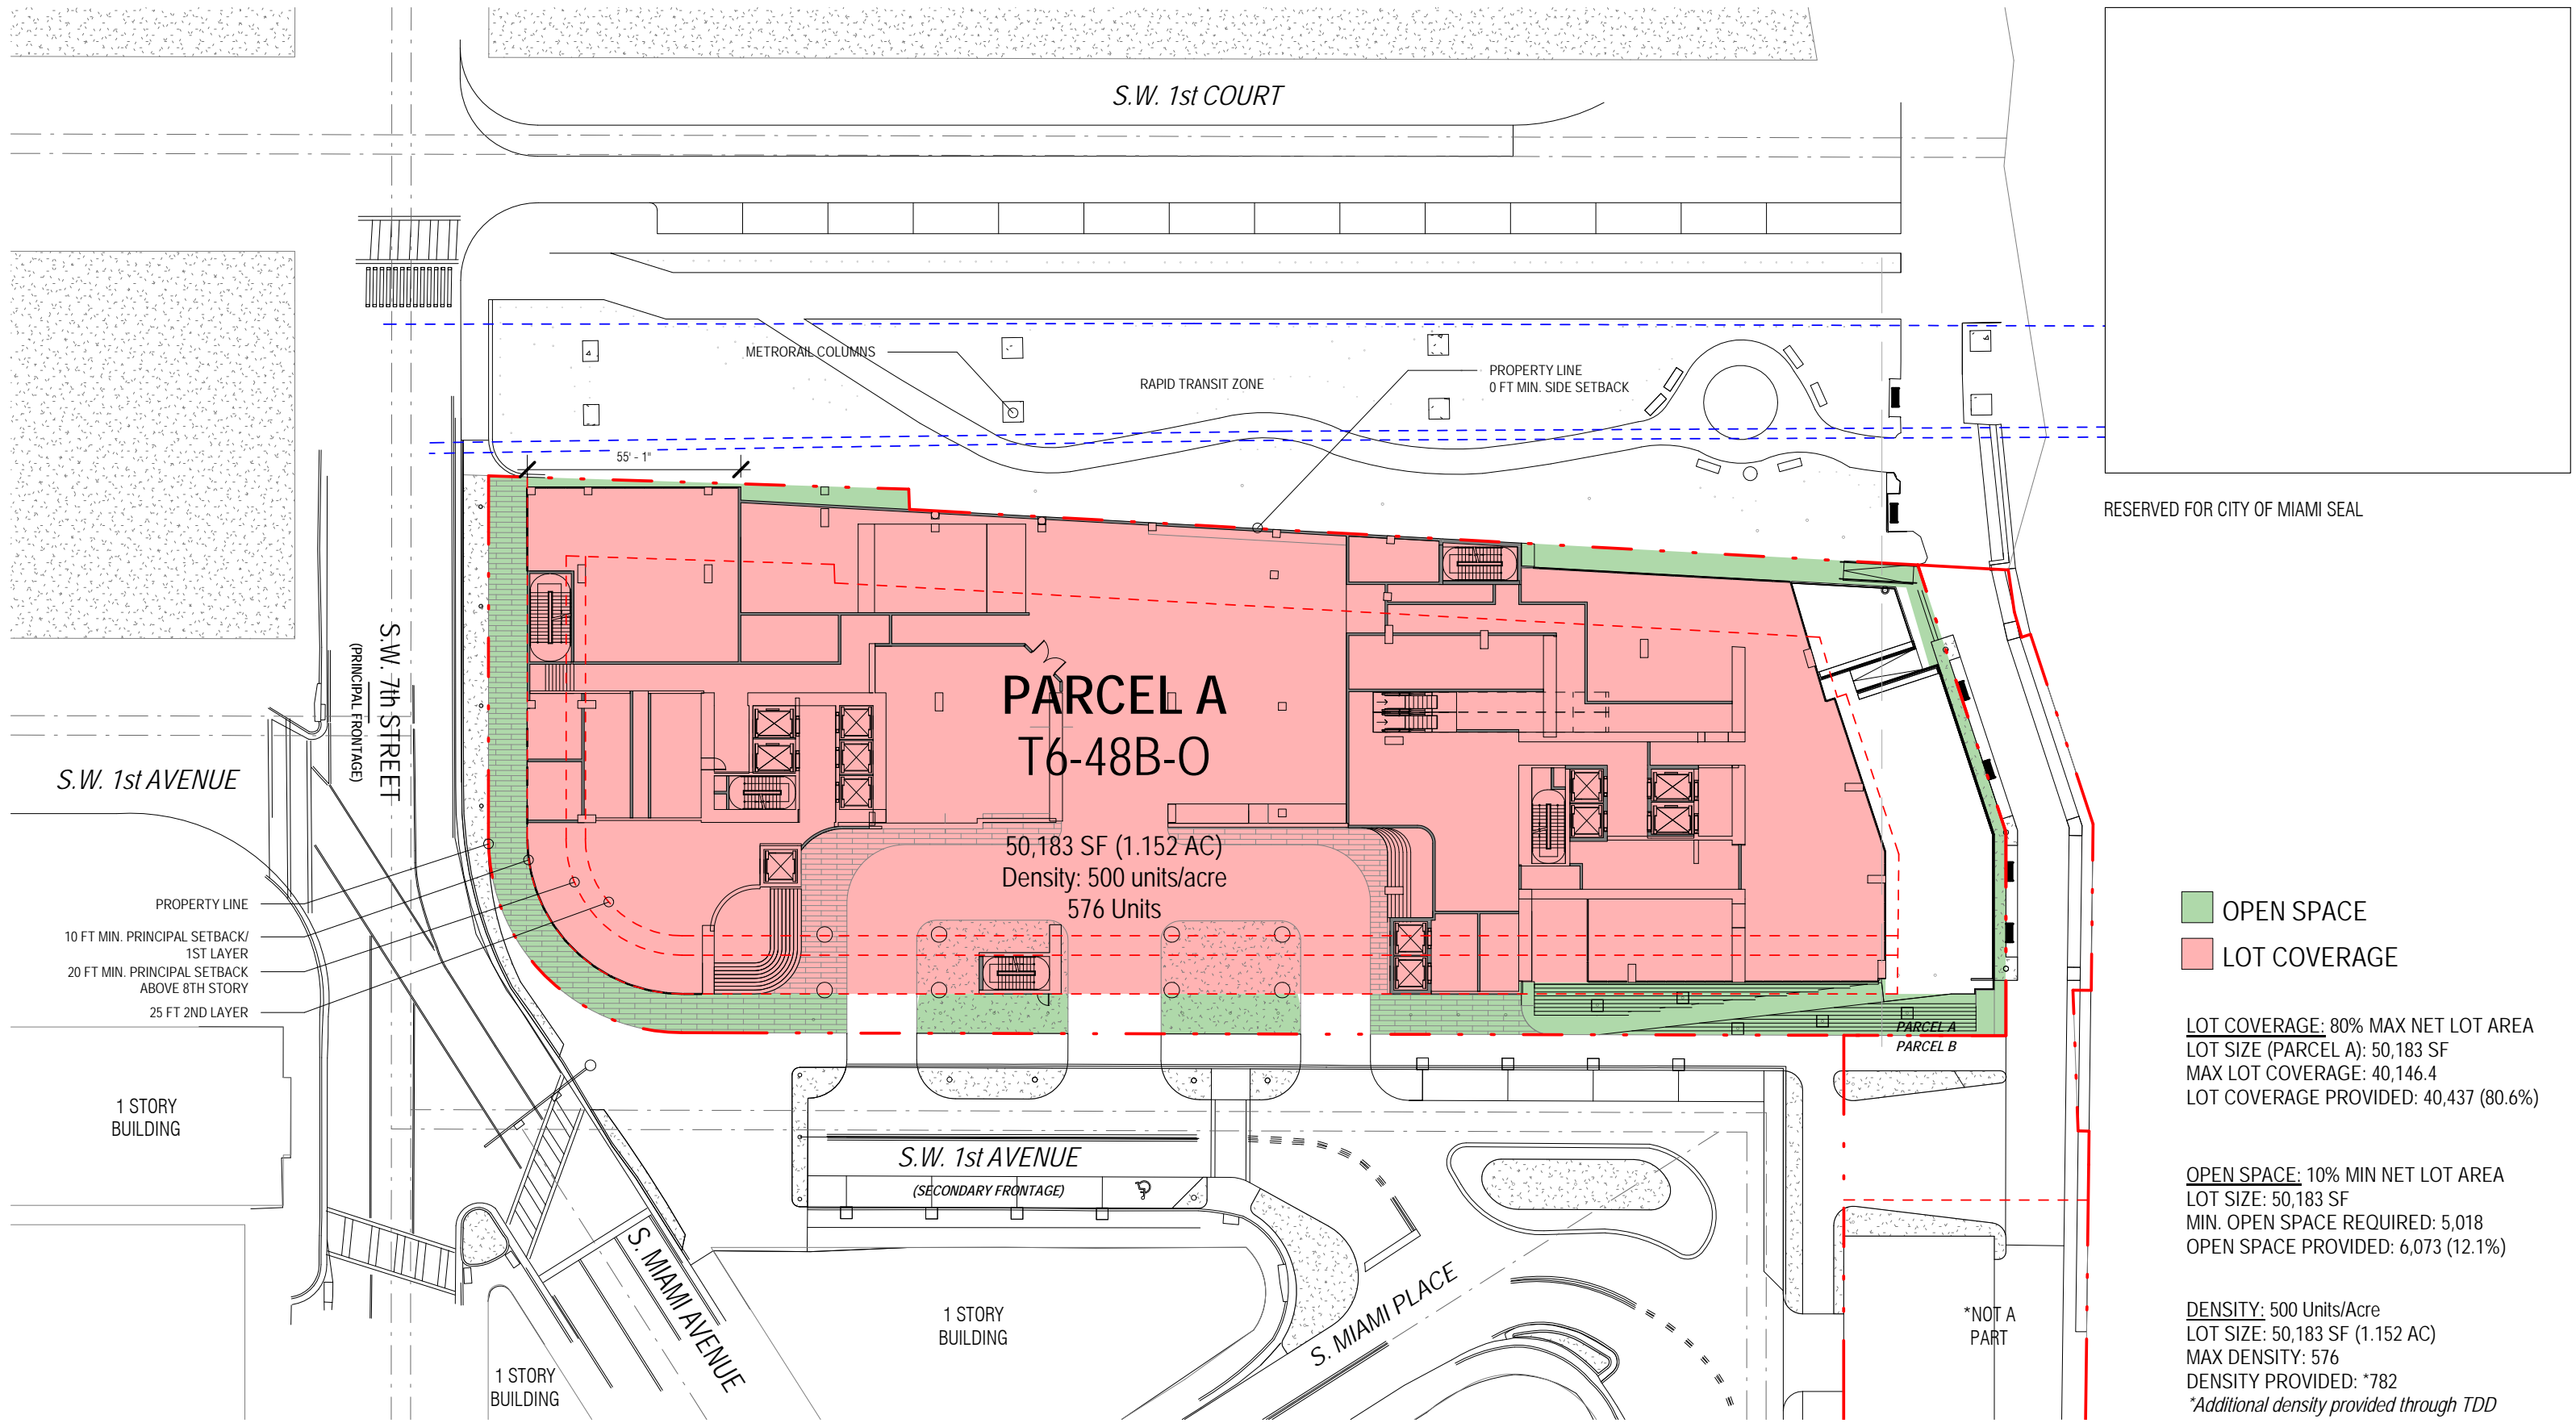 S.W. 1st COURT
METRORAIL COLUMNS
RAPID TRANSIT ZONE
PROPERTY LINE
0 FT MIN. SIDE SETBACK
55' - 1"
RESERVED FOR CITY OF MIAMI SEAL
S.W. 7th STREET
(PRINCIPAL FRONTAGE)
S.W. 1st AVENUE
PARCEL A
T6-48B-O
50,183 SF (1.152 AC)
Density: 500 units/acre
576 Units
PROPERTY LINE
10 FT MIN. PRINCIPAL SETBACK/
1ST LAYER
20 FT MIN. PRINCIPAL SETBACK
ABOVE 8TH STORY
25 FT 2ND LAYER
PARCEL A
PARCEL B
1 STORY
BUILDING
S.W. 1st AVENUE
(SECONDARY FRONTAGE)
S. MIAMI AVENUE
1 STORY
BUILDING
1 STORY
BUILDING
S. MIAMI PLACE
*NOT A
PART
OPEN SPACE
LOT COVERAGE
LOT COVERAGE: 80% MAX NET LOT AREA
LOT SIZE (PARCEL A): 50,183 SF
MAX LOT COVERAGE: 40,146.4
LOT COVERAGE PROVIDED: 40,437 (80.6%)
OPEN SPACE: 10% MIN NET LOT AREA
LOT SIZE: 50,183 SF
MIN. OPEN SPACE REQUIRED: 5,018
OPEN SPACE PROVIDED: 6,073 (12.1%)
DENSITY: 500 Units/Acre
LOT SIZE: 50,183 SF (1.152 AC)
MAX DENSITY: 576
DENSITY PROVIDED: *782
*Additional density provided through TDD